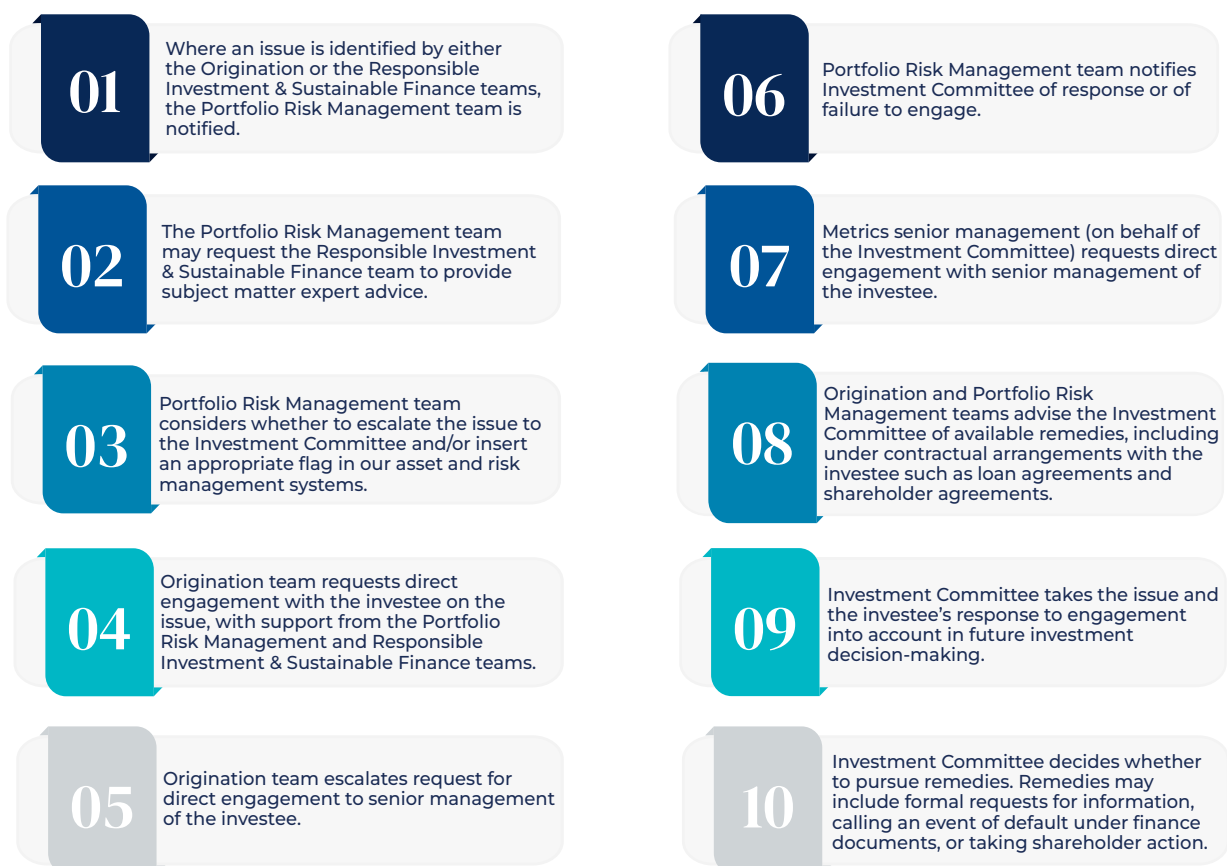 01
Where an issue is identified by either
the Origination or the Responsible
Investment & Sustainable Finance teams,
the Portfolio Risk Management team is
notified.
02
The Portfolio Risk Management team
may request the Responsible Investment
& Sustainable Finance team to provide
subject matter expert advice.
03
Portfolio Risk Management team
considers whether to escalate the issue to
the Investment Committee and/or insert
an appropriate flag in our asset and risk
management systems.
04
Origination team requests direct
engagement with the investee on the
issue, with support from the Portfolio
Risk Management and Responsible
Investment & Sustainable Finance teams.
05
Origination team escalates request for
direct engagement to senior management
of the investee.
06
Portfolio Risk Management team notifies
Investment Committee of response or of
failure to engage.
07
Metrics senior management (on behalf of
the Investment Committee) requests direct
engagement with senior management of
the investee.
08
Origination and Portfolio Risk
Management teams advise the Investment
Committee of available remedies, including
under contractual arrangements with the
investee such as loan agreements and
shareholder agreements.
09
Investment Committee takes the issue and
the investee’s response to engagement
into account in future investment
decision-making.
10
Investment Committee decides whether
to pursue remedies. Remedies may
include formal requests for information,
calling an event of default under finance
documents, or taking shareholder action.